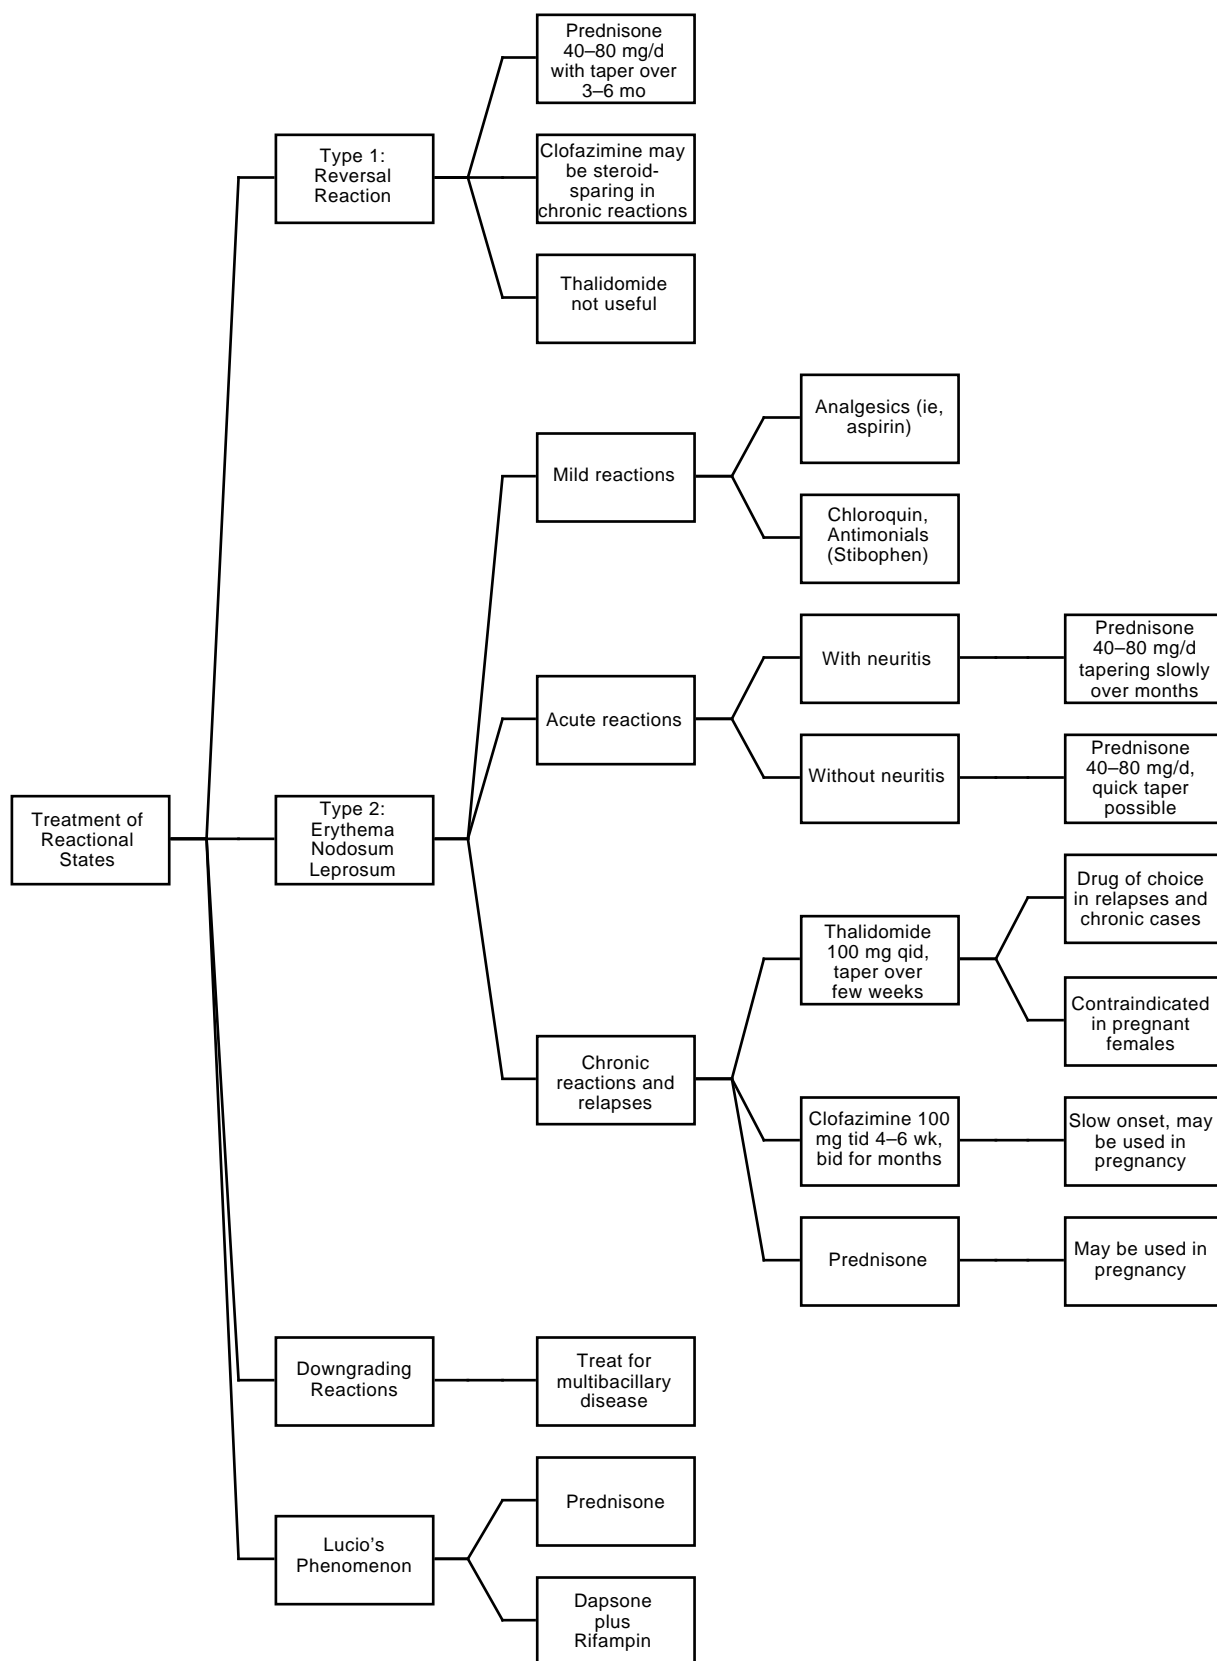 Prednisone
40–80 mg/d
with taper over
3–6 mo
Type 1:
Reversal
Reaction
Clofazimine may
be steroid-
sparing in
chronic reactions
Thalidomide
not useful
Analgesics (ie,
aspirin)
Mild reactions
Chloroquin,
Antimonials
(Stibophen)
With neuritis
Prednisone
40–80 mg/d
tapering slowly
over months
Acute reactions
Without neuritis
Prednisone
40–80 mg/d,
quick taper
possible
Treatment of
Reactional
States
Type 2:
Erythema
Nodosum
Leprosum
Drug of choice
in relapses and
chronic cases
Thalidomide
100 mg qid,
taper over
few weeks
Contraindicated
in pregnant
females
Chronic
reactions and
relapses
Clofazimine 100
mg tid 4–6 wk,
bid for months
Slow onset, may
be used in
pregnancy
Prednisone
May be used in
pregnancy
Downgrading
Reactions
Treat for
multibacillary
disease
Prednisone
Lucio’s
Phenomenon
Dapsone
plus
Rifampin